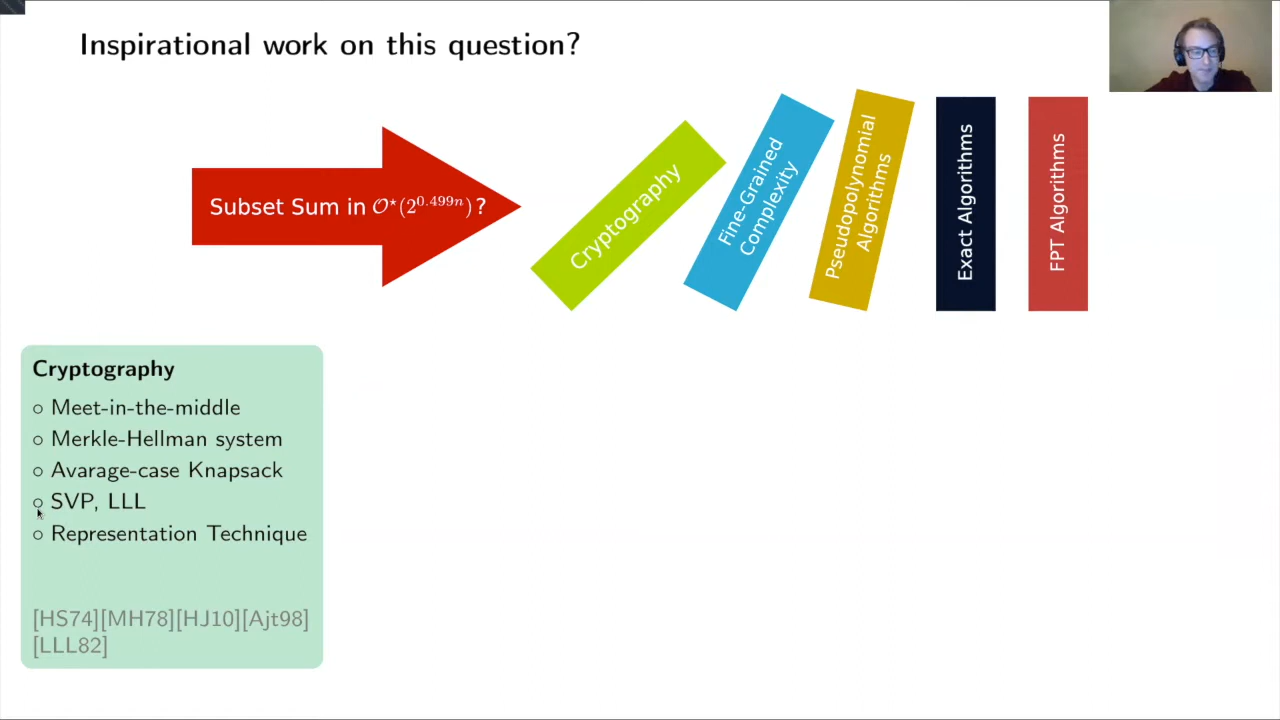 Inspirational work on this question?
Subset Sum in 𝒪*(2^0.499n)?
Cryptography
Fine-Grained
Complexity
Pseudopolynomial
Algorithms
Exact Algorithms
FPT Algorithms
Cryptography
○ Meet-in-the-middle
○ Merkle-Hellman system
○ Avarage-case Knapsack
○ SVP, LLL
○ Representation Technique
[HS74][MH78][HJ10][Ajt98]
[LLL82]